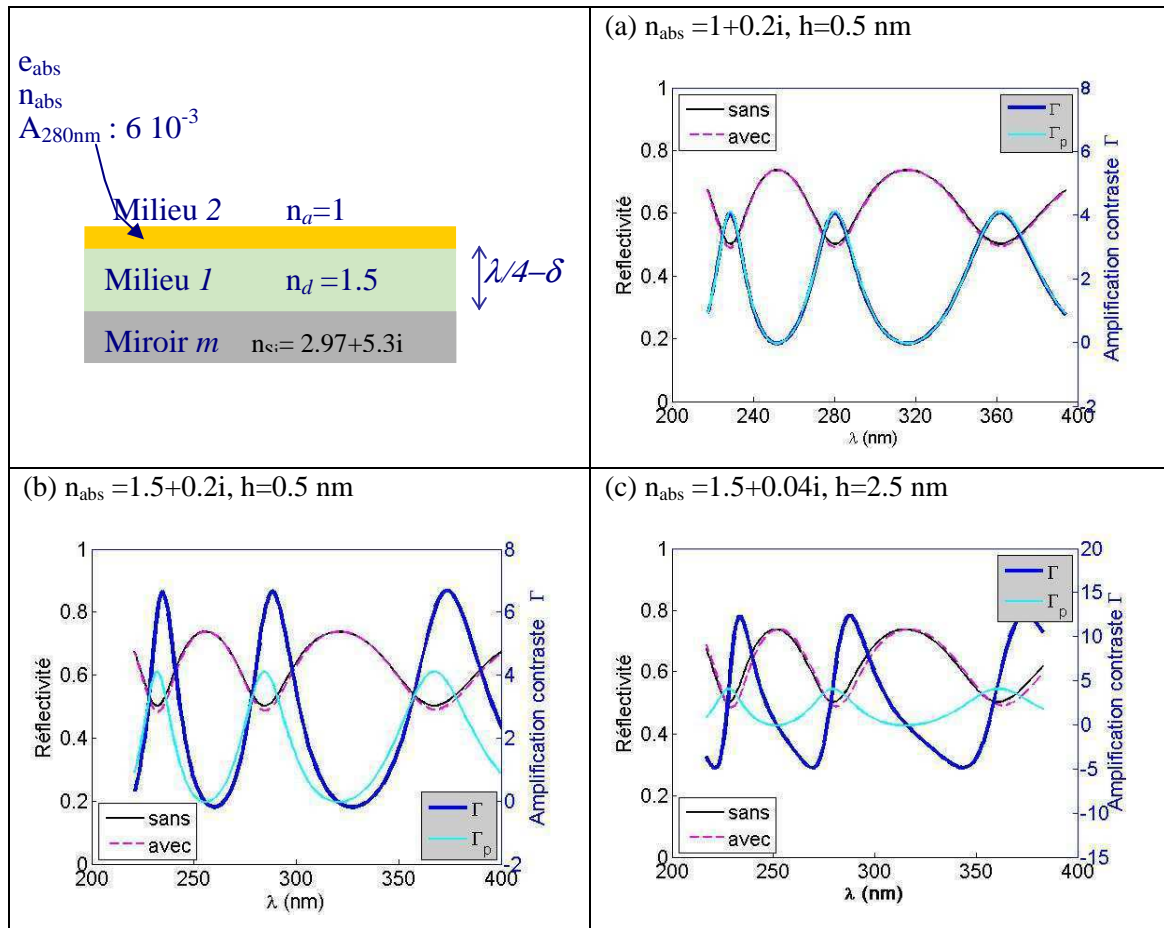 e_abs
n_abs
A_280nm : 6 10^-3
Milieu 2 n_a=1
Milieu 1 n_d =1.5
λ/4–δ
Miroir m n_Si= 2.97+5.3i
(a) n_abs =1+0.2i, h=0.5 nm
1
0.8
0.6
0.4
0.2
0
Reflectivité
sans
avec
Γ
Γ_p
8
6
4
2
0
-2
Amplification contraste Γ
200 240 280 320 360 400
λ (nm)
(b) n_abs =1.5+0.2i, h=0.5 nm
1
0.8
0.6
0.4
0.2
0
Réflectivité
8
6
4
2
0
-2
Amplification contraste Γ
sans
avec
Γ
Γ_p
200 250 300 350 400
λ (nm)
(c) n_abs =1.5+0.04i, h=2.5 nm
1
0.8
0.6
0.4
0.2
0
Réflectivité
Γ
Γ_p
20
15
10
5
0
-5
-10
-15
Amplification contraste Γ
sans
avec
200 250 300 350 400
λ (nm)